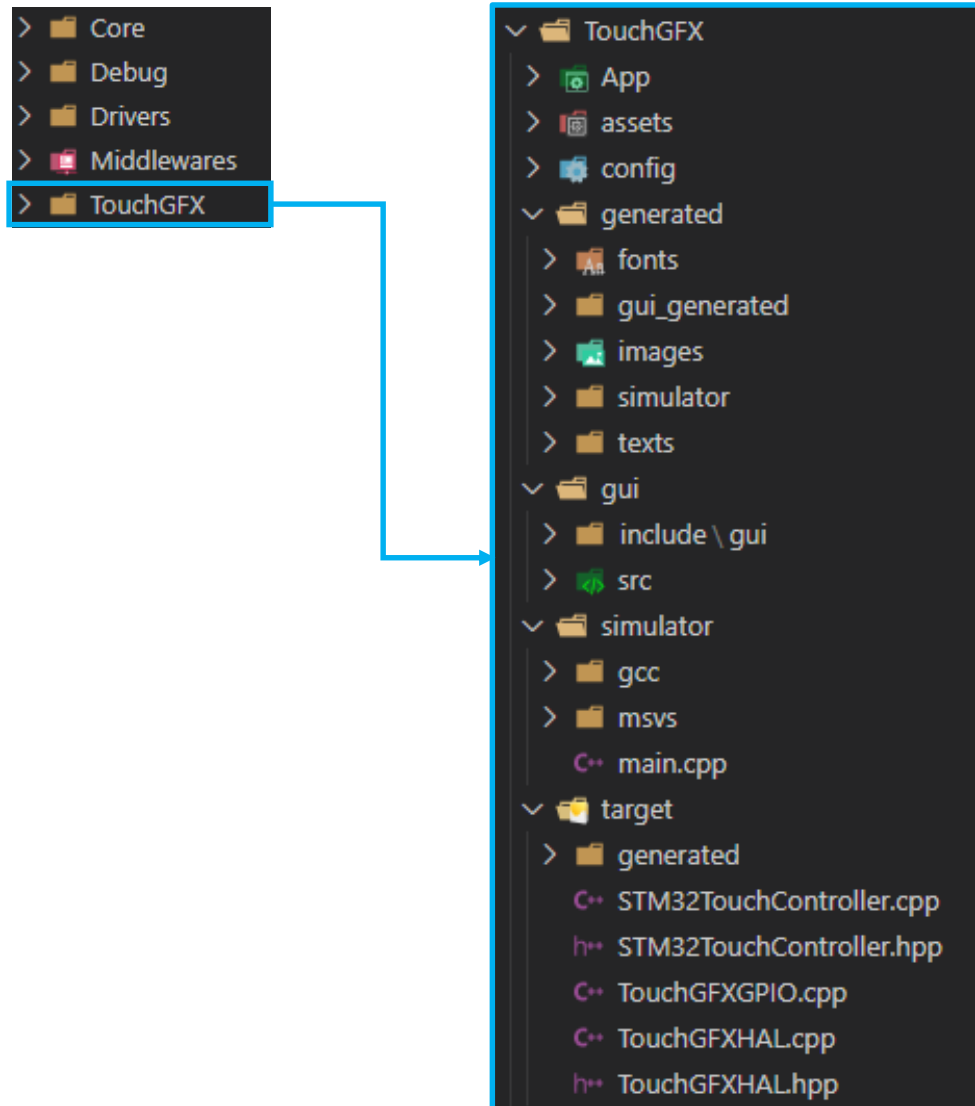 Core
Debug
Drivers
Middlewares
TouchGFX
TouchGFX
App
assets
config
generated
fonts
gui_generated
images
simulator
texts
gui
include \ gui
src
simulator
gcc
msvs
C++ main.cpp
target
generated
C++ STM32TouchController.cpp
h++ STM32TouchController.hpp
C++ TouchGFXGPIO.cpp
C++ TouchGFXHAL.cpp
h++ TouchGFXHAL.hpp